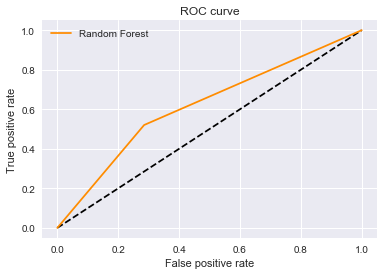 ROC curve
Random Forest
True positive rate
1.0
0.8
0.6
0.4
0.2
0.0
0.0 0.2 0.4 0.6 0.8 1.0
False positive rate